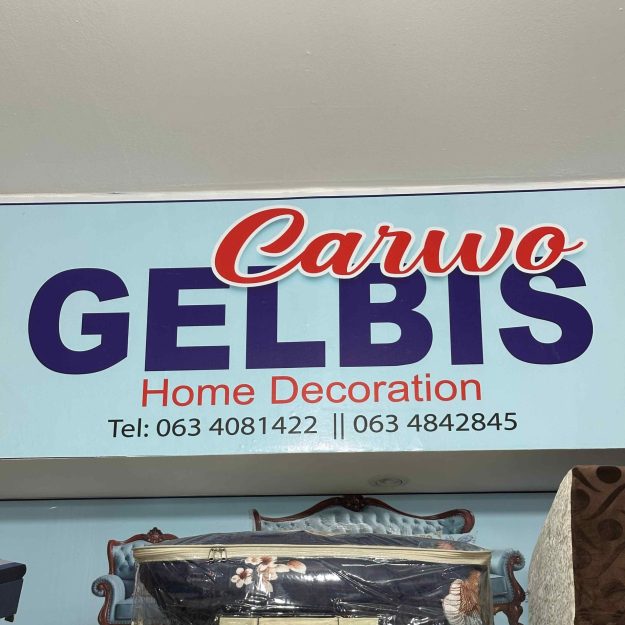 Carwo
GELBIS
Home Decoration
Tel: 063 4081422 || 063 4842845